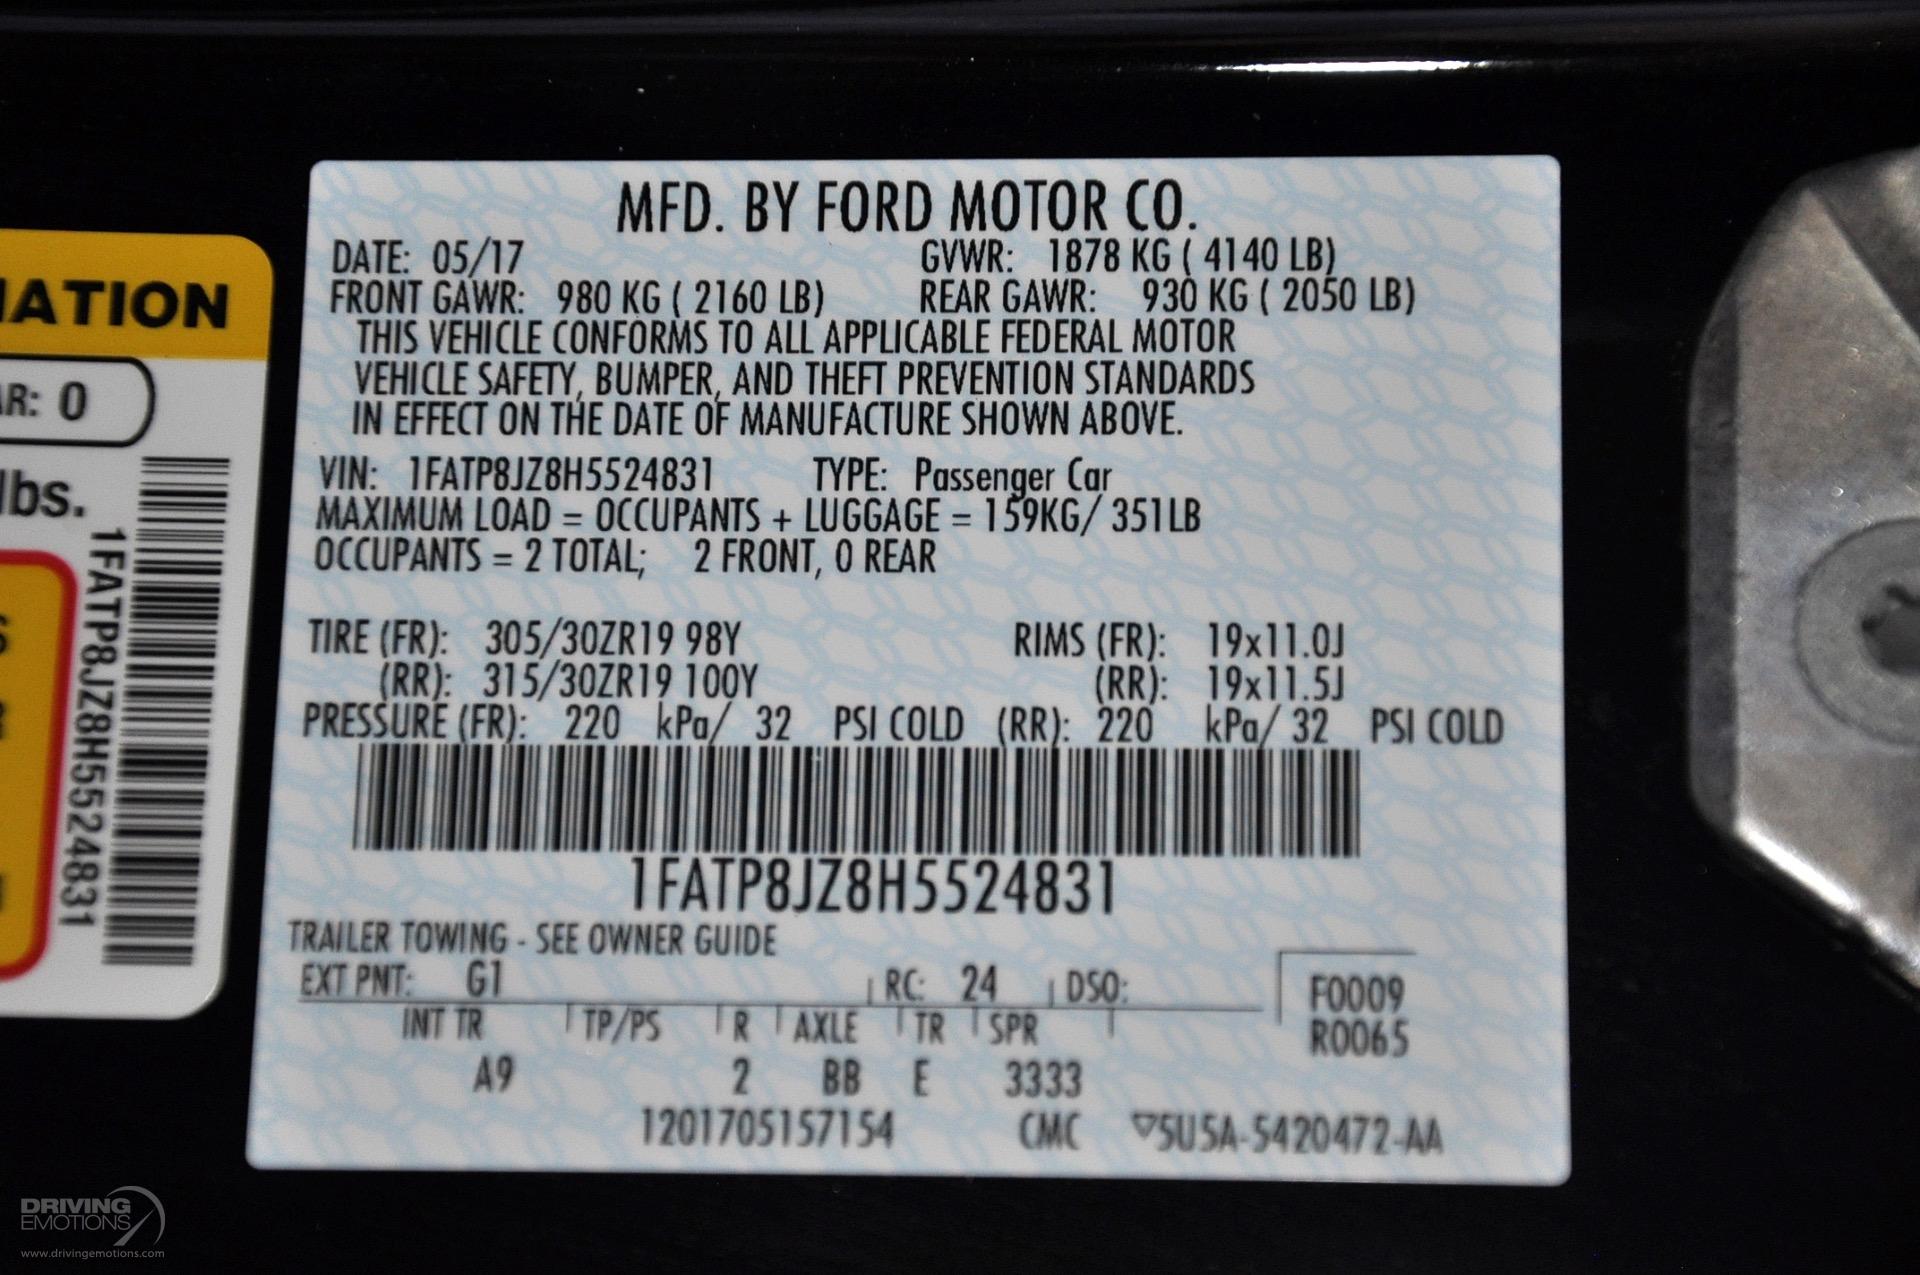 MFD. BY FORD MOTOR CO.
DATE: 05/17 GVWR: 1878 KG ( 4140 LB)
FRONT GAWR: 980 KG ( 2160 LB) REAR GAWR: 930 KG ( 2050 LB)
THIS VEHICLE CONFORMS TO ALL APPLICABLE FEDERAL MOTOR
VEHICLE SAFETY, BUMPER, AND THEFT PREVENTION STANDARDS
IN EFFECT ON THE DATE OF MANUFACTURE SHOWN ABOVE.
VIN: 1FATP8JZ8H5524831 TYPE: Passenger Car
MAXIMUM LOAD = OCCUPANTS + LUGGAGE = 159KG/ 351LB
OCCUPANTS = 2 TOTAL; 2 FRONT, 0 REAR
TIRE (FR): 305/30ZR19 98Y RIMS (FR): 19x11.0J
(RR): 315/30ZR19 100Y (RR): 19x11.5J
PRESSURE (FR): 220 kPa/ 32 PSI COLD (RR): 220 kPa/ 32 PSI COLD
1FATP8JZ8H5524831
TRAILER TOWING - SEE OWNER GUIDE
EXT PNT: G1 RC: 24 DSO:
F0009
R0065
INT TR TP/PS R AXLE TR SPR
A9 2 BB E 3333
1201705157154 CMC ▽5U5A-5420472-AA
IATION
AR: 0
lbs.
1FATP8JZ8H5524831
DRIVING
EMOTIONS
www.drivingemotions.com